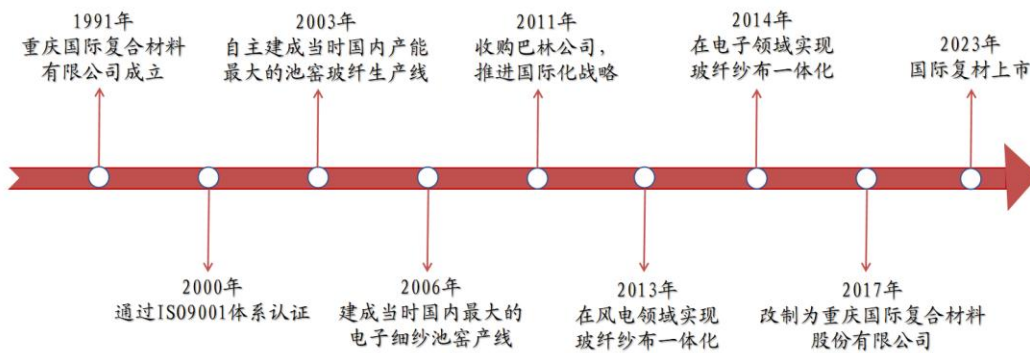 1991年
重庆国际复合材料
有限公司成立
2000年
通过ISO9001体系认证
2003年
自主建成当时国内产能
最大的池窑玻纤生产线
2006年
建成当时国内最大的
电子细纱池窑产线
2011年
收购巴林公司，
推进国际化战略
2013年
在风电领域实现
玻纤纱布一体化
2014年
在电子领域实现
玻纤纱布一体化
2017年
改制为重庆国际复合材料
股份有限公司
2023年
国际复材上市